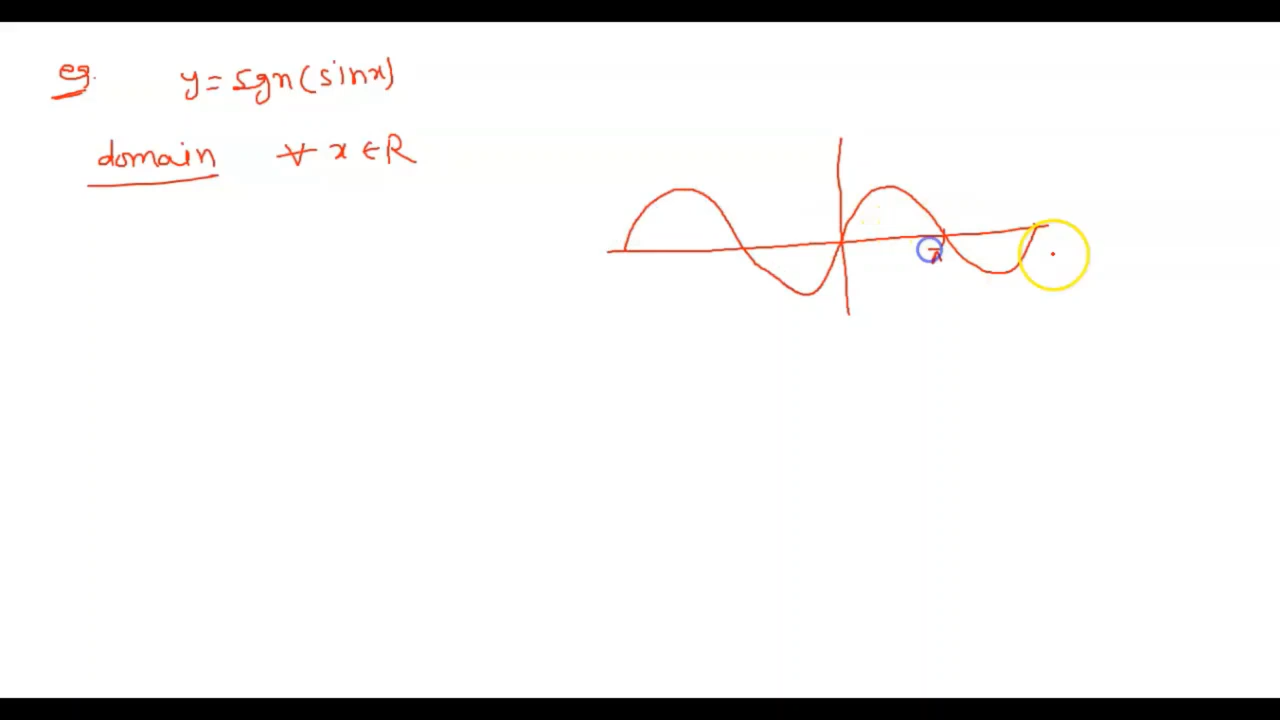 eg. y = sgn(sinx)
domain ∀ x ∈ R
π